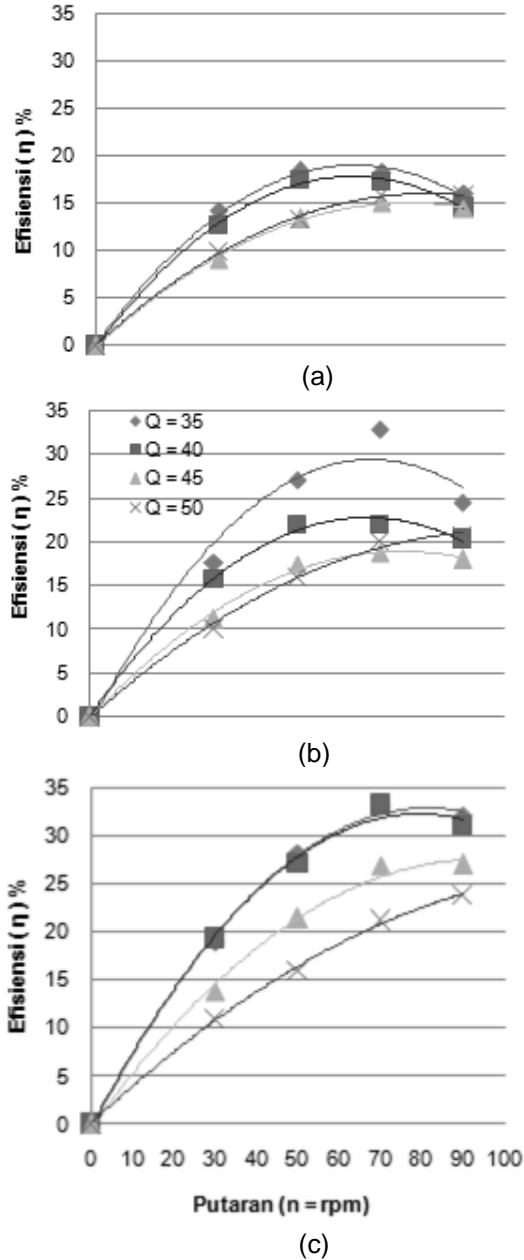 35
30
25
20
15
10
5
0
Efisiensi ( η ) %
(a)
35
30
25
20
15
10
5
0
Efisiensi ( η ) %
Q = 35
Q = 40
Q = 45
Q = 50
(b)
35
30
25
20
15
10
5
0
Efisiensi ( η ) %
0 10 20 30 40 50 60 70 80 90 100
Putaran (n = rpm)
(c)